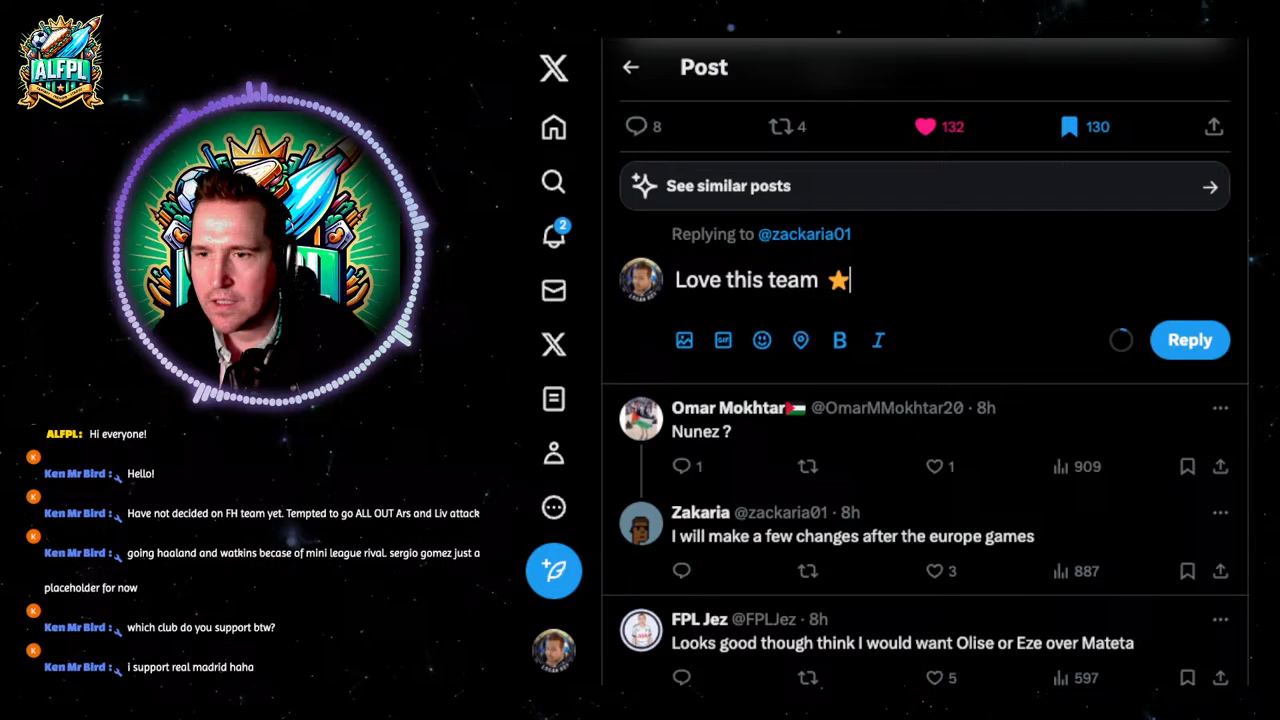 ALFPL
ALFPL: Hi everyone!
K
Ken Mr Bird : Hello!
K
Ken Mr Bird : Have not decided on FH team yet. Tempted to go ALL OUT Ars and Liv attack
K
Ken Mr Bird : going haaland and watkins becase of mini league rival. sergio gomez just a
placeholder for now
K
Ken Mr Bird : which club do you support btw?
K
Ken Mr Bird : i support real madrid haha
2
Post
8 4 132 130
See similar posts
Replying to @zackaria01
Love this team ⭐
GIF B I Reply
Omar Mokhtar🇵🇸 @OmarMMokhtar20 · 8h
Nunez ?
1 1 909
Zakaria @zackaria01 · 8h
I will make a few changes after the europe games
3 887
FPL Jez @FPLJez · 8h
Looks good though think I would want Olise or Eze over Mateta
5 597